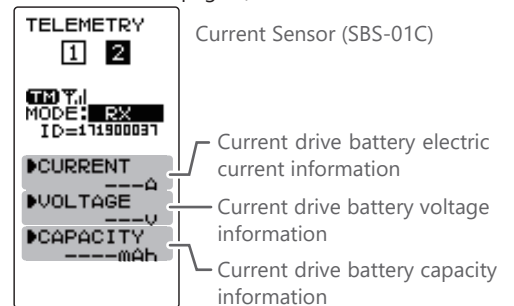 TELEMETRY
1 2
Current Sensor (SBS-01C)
TM
MODE: RX
ID=171900037
▶CURRENT
---A
▶VOLTAGE
---V
▶CAPACITY
----mAh
Current drive battery electric
current information
Current drive battery voltage
information
Current drive battery capacity
information